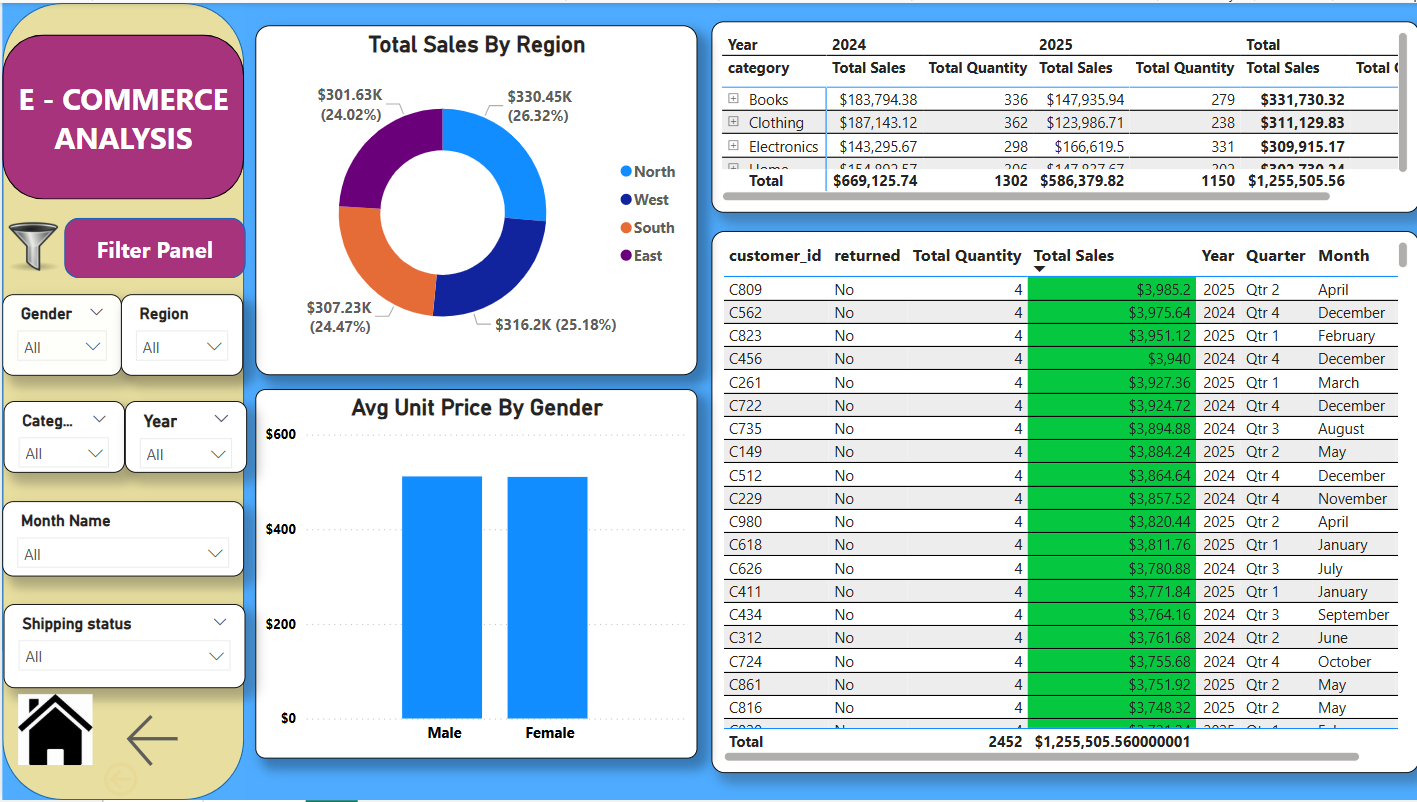 E - COMMERCE
ANALYSIS
Filter Panel
Gender
All
Region
All
Categ...
All
Year
All
Month Name
All
Shipping status
All
Total Sales By Region
$301.63K
(24.02%)
$330.45K
(26.32%)
$307.23K
(24.47%)
$316.2K (25.18%)
North
West
South
East
Avg Unit Price By Gender
$600
$400
$200
$0
Male
Female
Year 2024 2025 Total
category Total Sales Total Quantity Total Sales Total Quantity Total Sales Total
Books $183,794.38 336 $147,935.94 279 $331,730.32
Clothing $187,143.12 362 $123,986.71 238 $311,129.83
Electronics $143,295.67 298 $166,619.5 331 $309,915.17
Home
Total $669,125.74 1302 $586,379.82 1150 $1,255,505.56
customer_id returned Total Quantity Total Sales Year Quarter Month
C809 No 4 $3,985.2 2025 Qtr 2 April
C562 No 4 $3,975.64 2024 Qtr 4 December
C823 No 4 $3,951.12 2025 Qtr 1 February
C456 No 4 $3,940 2024 Qtr 4 December
C261 No 4 $3,927.36 2025 Qtr 1 March
C722 No 4 $3,924.72 2024 Qtr 4 December
C735 No 4 $3,894.88 2024 Qtr 3 August
C149 No 4 $3,884.24 2025 Qtr 2 May
C512 No 4 $3,864.64 2024 Qtr 4 December
C229 No 4 $3,857.52 2024 Qtr 4 November
C980 No 4 $3,820.44 2025 Qtr 2 April
C618 No 4 $3,811.76 2025 Qtr 1 January
C626 No 4 $3,780.88 2024 Qtr 3 July
C411 No 4 $3,771.84 2025 Qtr 1 January
C434 No 4 $3,764.16 2024 Qtr 3 September
C312 No 4 $3,761.68 2024 Qtr 2 June
C724 No 4 $3,755.68 2024 Qtr 4 October
C861 No 4 $3,751.92 2025 Qtr 2 May
C816 No 4 $3,748.32 2025 Qtr 2 May
Total 2452 $1,255,505.560000001